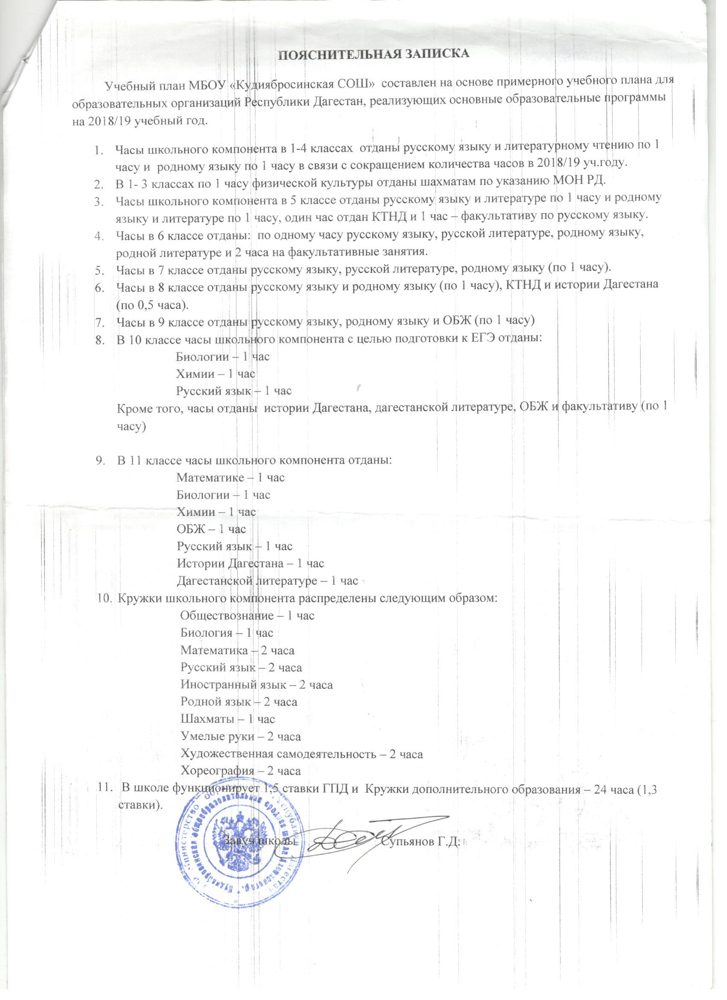 ПОЯСНИТЕЛЬНАЯ ЗАПИСКА
Учебный план МБОУ «Кудиябросинская СОШ» составлен на основе примерного учебного плана для
образовательных организаций Республики Дагестан, реализующих основные образовательные программы
на 2018/19 учебный год.
1. Часы школьного компонента в 1-4 классах отданы русскому языку и литературному чтению по 1
часу и родному языку по 1 часу в связи с сокращением количества часов в 2018/19 уч.году.
2. В 1- 3 классах по 1 часу физической культуры отданы шахматам по указанию МОН РД.
3. Часы школьного компонента в 5 классе отданы русскому языку и литературе по 1 часу и родному
языку и литературе по 1 часу, один час отдан КТНД и 1 час – факультативу по русскому языку.
4. Часы в 6 классе отданы: по одному часу русскому языку, русской литературе, родному языку,
родной литературе и 2 часа на факультативные занятия.
5. Часы в 7 классе отданы русскому языку, русской литературе, родному языку (по 1 часу).
6. Часы в 8 классе отданы русскому языку и родному языку (по 1 часу), КТНД и истории Дагестана
(по 0,5 часа).
7. Часы в 9 классе отданы русскому языку, родному языку и ОБЖ (по 1 часу)
8. В 10 классе часы школьного компонента с целью подготовки к ЕГЭ отданы:
Биологии – 1 час
Химии – 1 час
Русский язык – 1 час
Кроме того, часы отданы истории Дагестана, дагестанской литературе, ОБЖ и факультативу (по 1
часу)
9. В 11 классе часы школьного компонента отданы:
Математике – 1 час
Биологии – 1 час
Химии – 1 час
ОБЖ – 1 час
Русский язык – 1 час
Истории Дагестана – 1 час
Дагестанской литературе – 1 час
10. Кружки школьного компонента распределены следующим образом:
Обществознание – 1 час
Биология – 1 час
Математика – 2 часа
Русский язык – 2 часа
Иностранный язык – 2 часа
Родной язык – 2 часа
Шахматы – 1 час
Умелые руки – 2 часа
Художественная самодеятельность – 2 часа
Хореография – 2 часа
11. В школе функционирует 1,5 ставки ГПД и Кружки дополнительного образования – 24 часа (1,3
ставки).
Завуч школы Супьянов Г.Д.
Министерство Республики Дагестан
общеобразовательная средняя школа